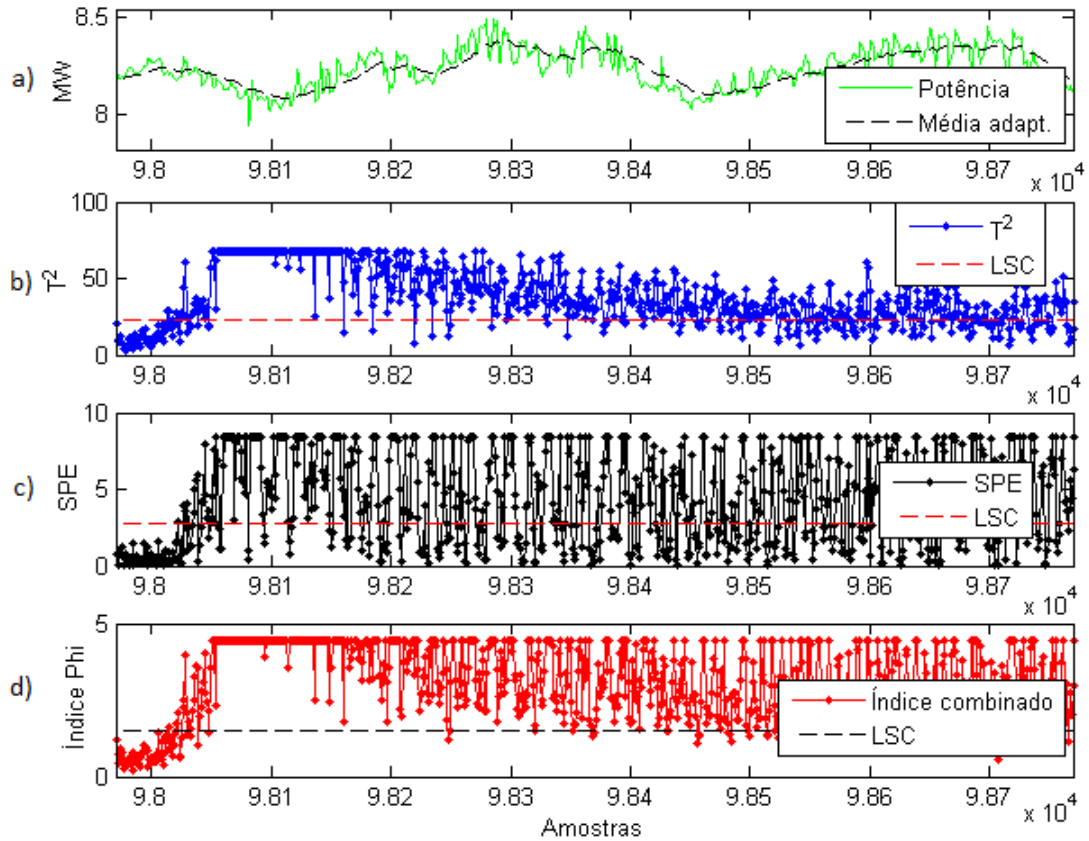 a)
MW
8.5
8
Potência
Média adapt.
9.8 9.81 9.82 9.83 9.84 9.85 9.86 9.87
x 10^4
b)
T^2
100
50
0
T^2
LSC
9.8 9.81 9.82 9.83 9.84 9.85 9.86 9.87
x 10^4
c)
SPE
10
5
0
SPE
LSC
9.8 9.81 9.82 9.83 9.84 9.85 9.86 9.87
x 10^4
d)
Índice Phi
5
0
Índice combinado
LSC
9.8 9.81 9.82 9.83 9.84 9.85 9.86 9.87
x 10^4
Amostras